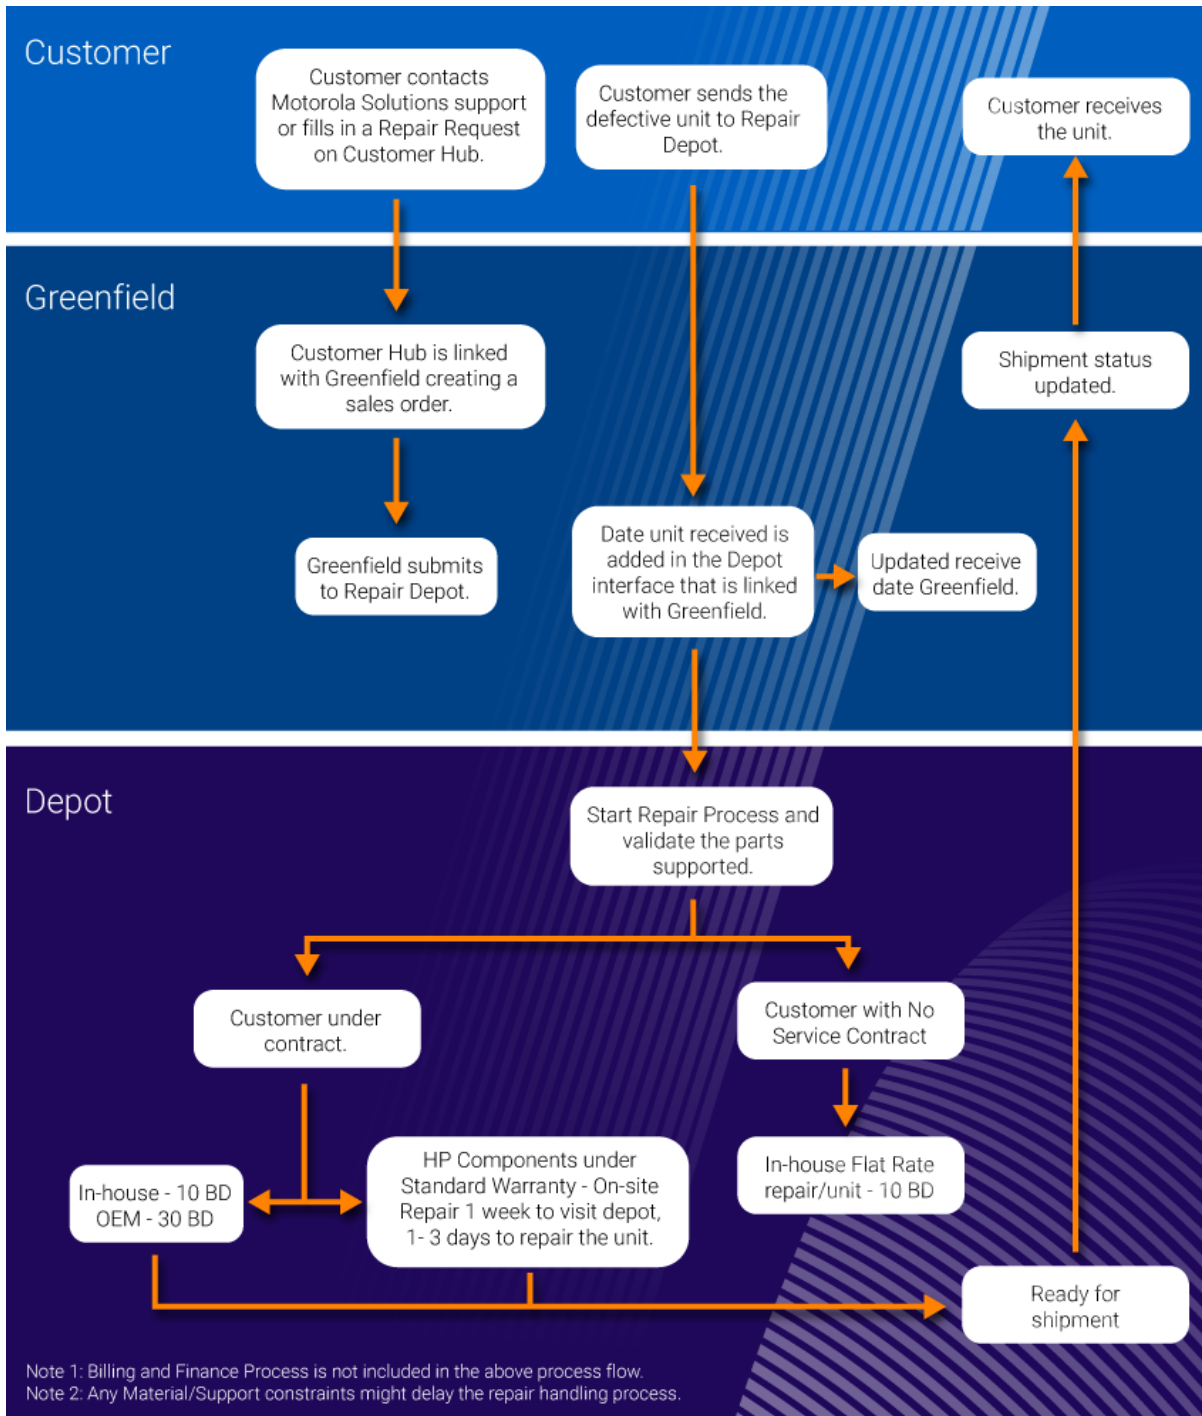 Customer
Customer contacts
Motorola Solutions support
or fills in a Repair Request
on Customer Hub.
Customer sends the
defective unit to Repair
Depot.
Customer receives
the unit.
Greenfield
Customer Hub is linked
with Greenfield creating a
sales order.
Shipment status
updated.
Greenfield submits
to Repair Depot.
Date unit received is
added in the Depot
interface that is linked
with Greenfield.
Updated receive
date Greenfield.
Depot
Start Repair Process and
validate the parts
supported.
Customer under
contract.
Customer with No
Service Contract
In-house - 10 BD
OEM - 30 BD
HP Components under
Standard Warranty - On-site
Repair 1 week to visit depot,
1- 3 days to repair the unit.
In-house Flat Rate
repair/unit - 10 BD
Ready for
shipment
Note 1: Billing and Finance Process is not included in the above process flow.
Note 2: Any Material/Support constraints might delay the repair handling process.